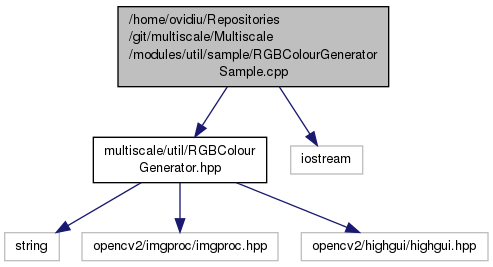 /home/ovidiu/Repositories
/git/multiscale/Multiscale
/modules/util/sample/RGBColourGenerator
Sample.cpp
multiscale/util/RGBColour
Generator.hpp
iostream
string
opencv2/imgproc/imgproc.hpp
opencv2/highgui/highgui.hpp